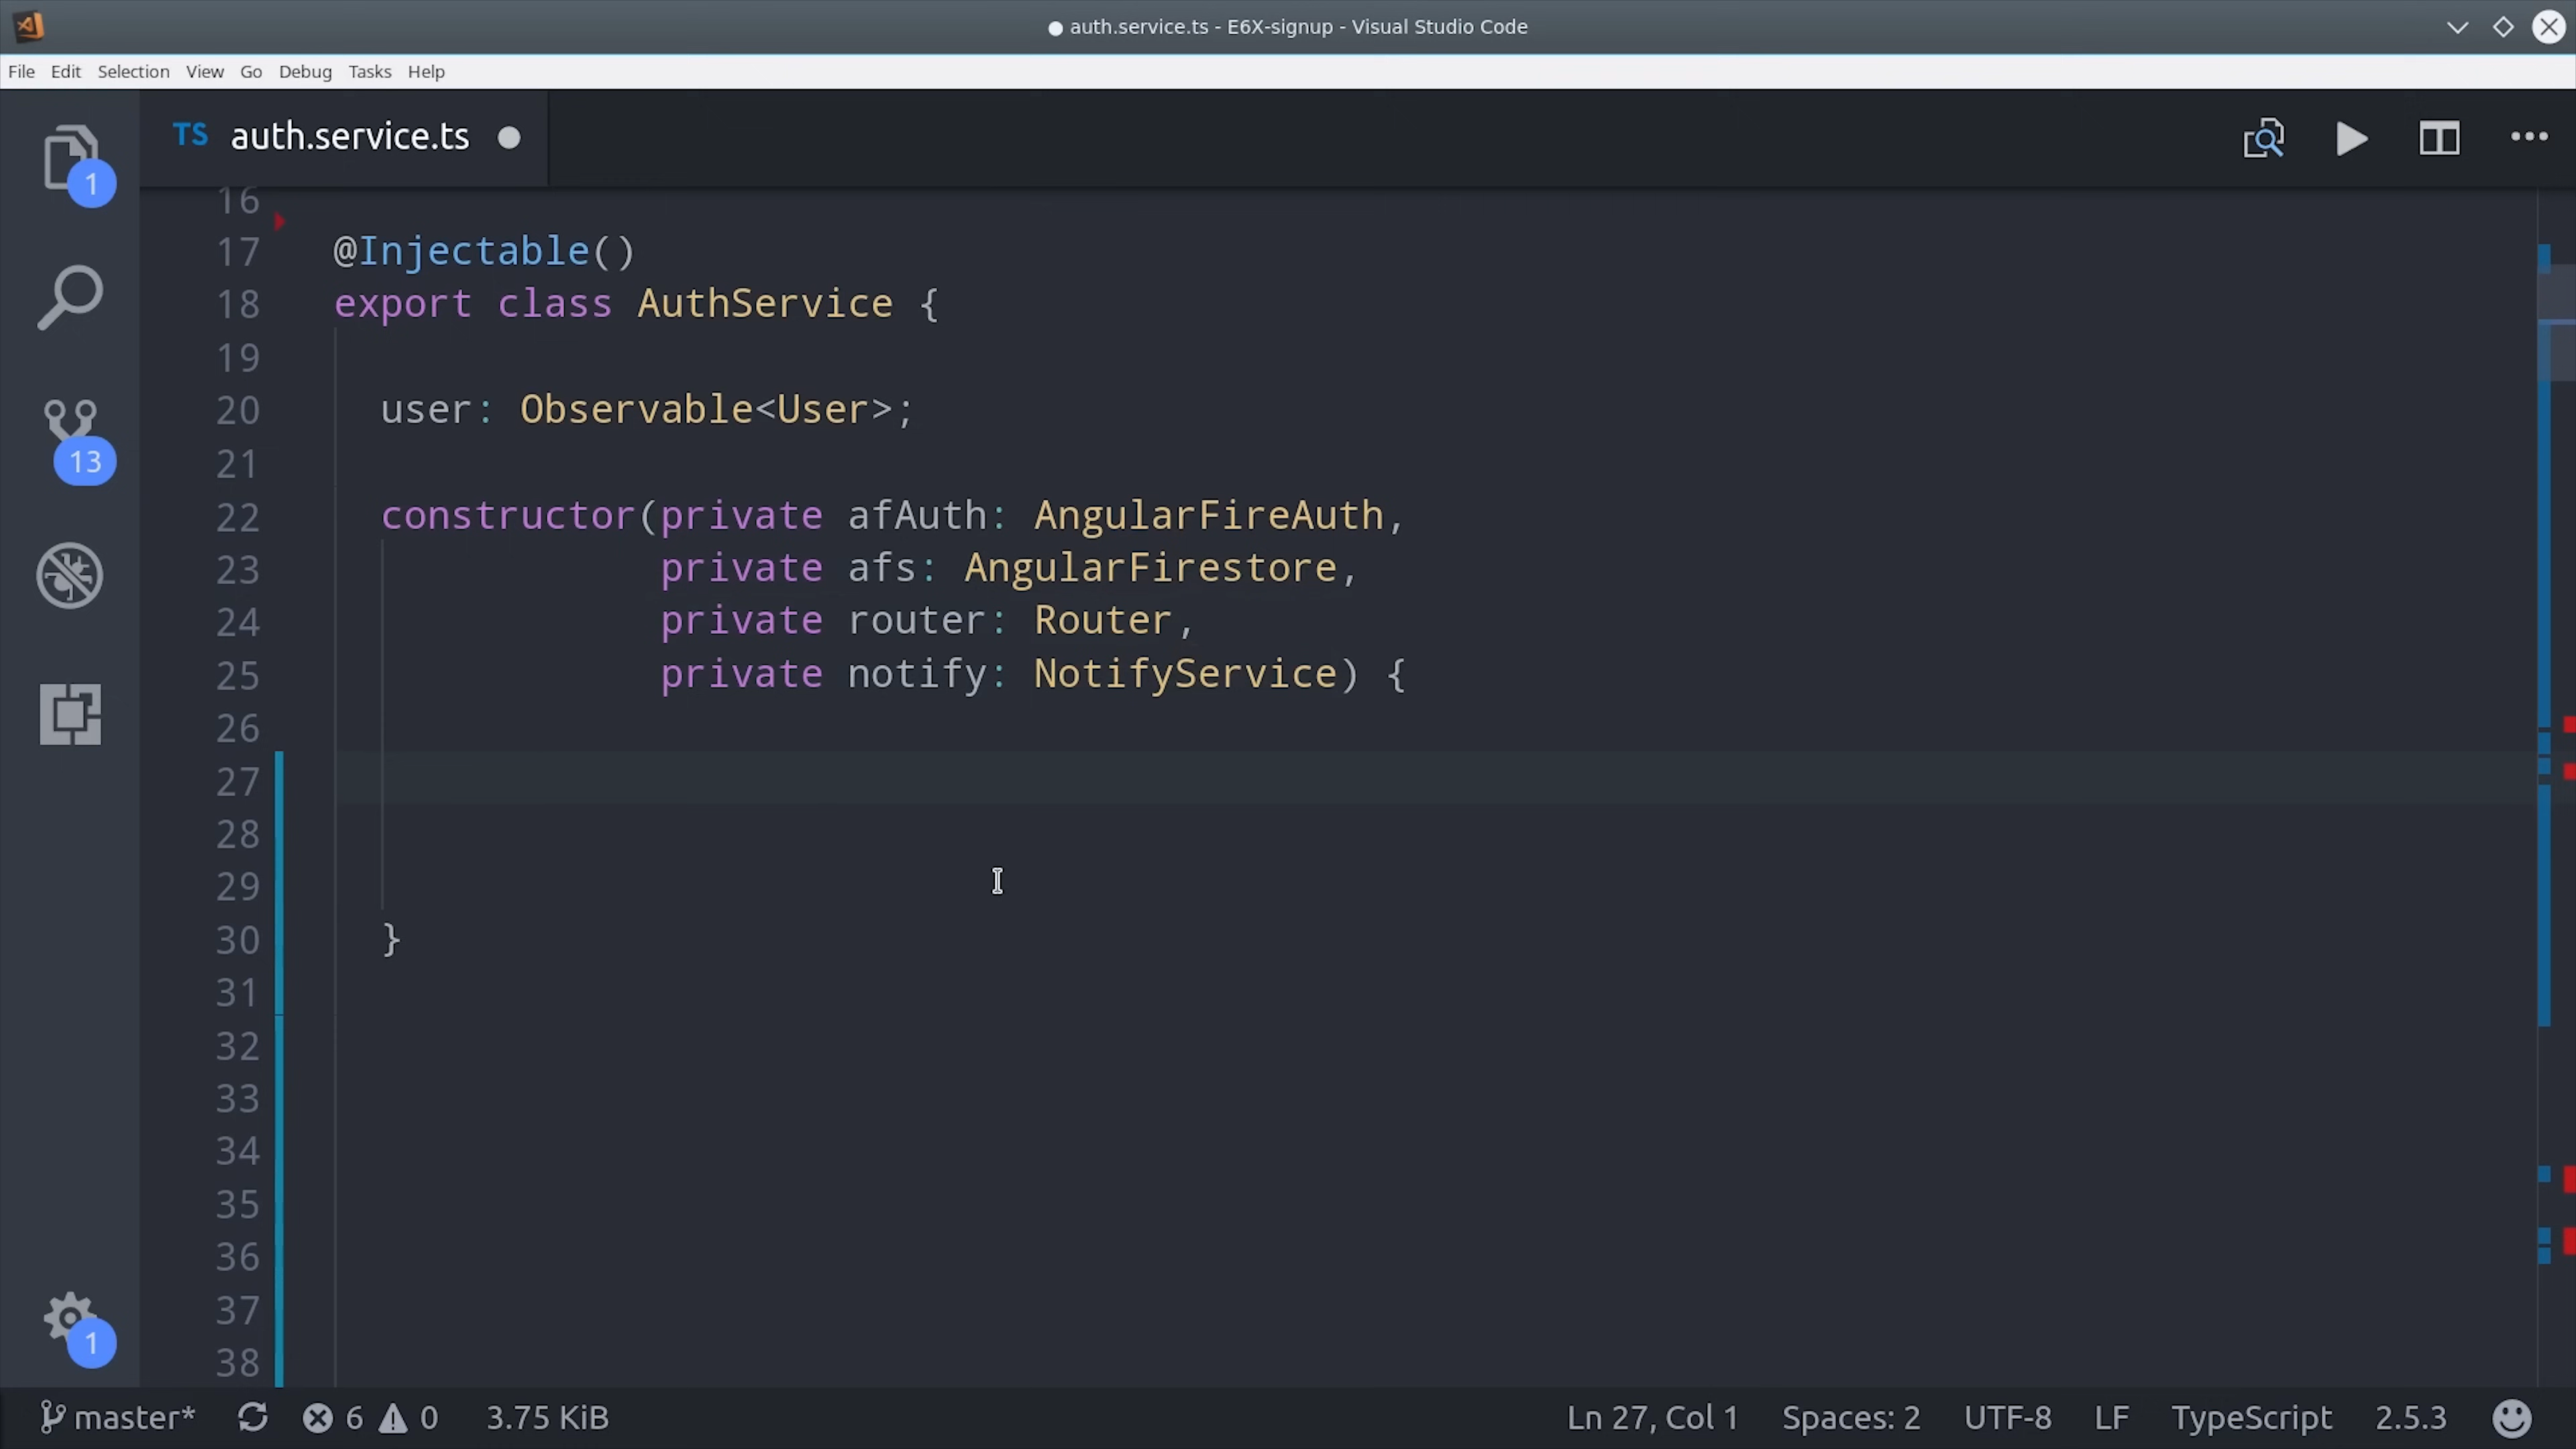 auth.service.ts - E6X-signup - Visual Studio Code
File Edit Selection View Go Debug Tasks Help
TS auth.service.ts
1
13
1
16
17 @Injectable()
18 export class AuthService {
19
20 user: Observable<User>;
21
22 constructor(private afAuth: AngularFireAuth,
23 private afs: AngularFirestore,
24 private router: Router,
25 private notify: NotifyService) {
26
27
28
29
30 }
31
32
33
34
35
36
37
38
master* 6 0 3.75 KiB Ln 27, Col 1 Spaces: 2 UTF-8 LF TypeScript 2.5.3